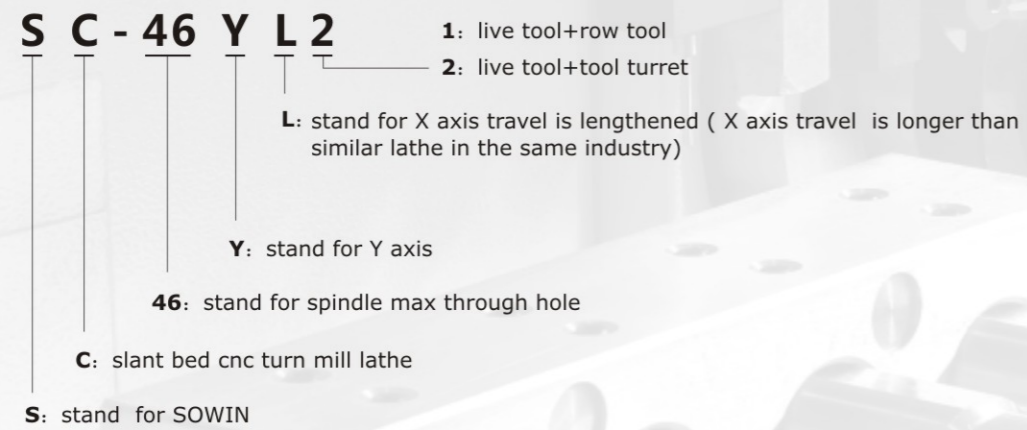 S C - 46 Y L 2
1: live tool+row tool
2: live tool+tool turret
L: stand for X axis travel is lengthened ( X axis travel is longer than
similar lathe in the same industry)
Y: stand for Y axis
46: stand for spindle max through hole
C: slant bed cnc turn mill lathe
S: stand for SOWIN